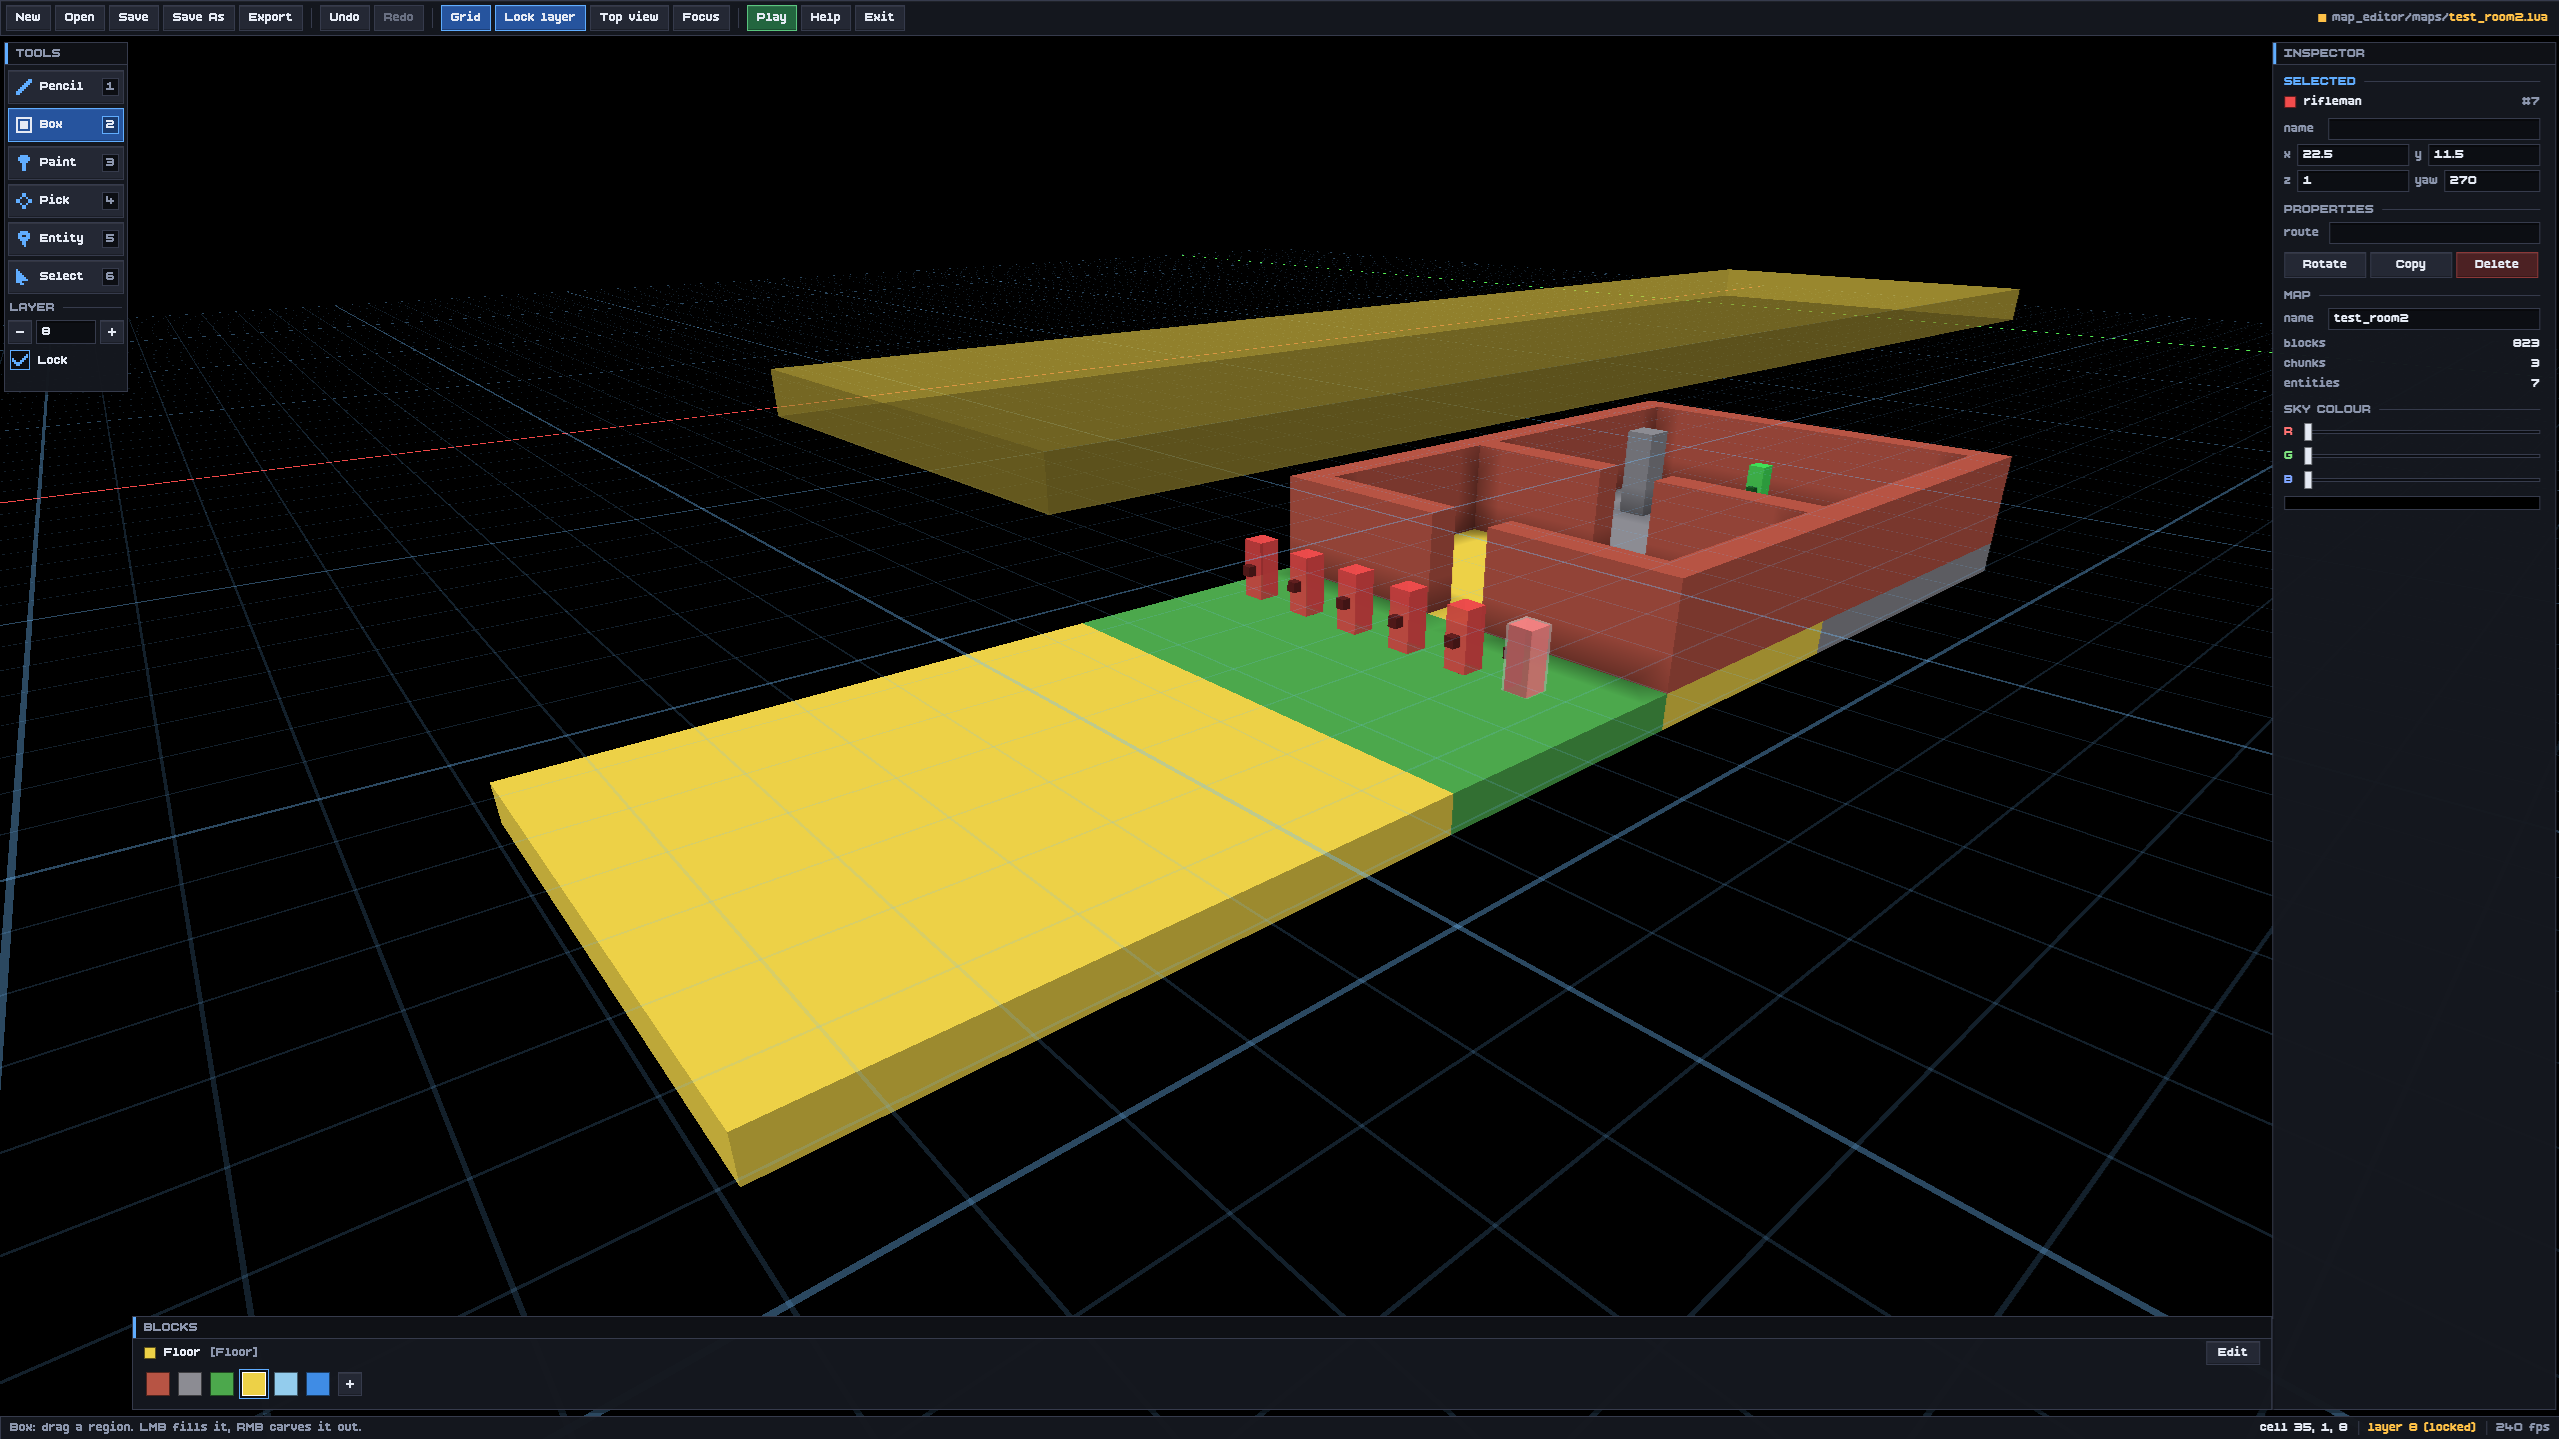 New Open Save Save As Export Undo Redo Grid Lock layer Top view Focus Play Help Exit map_editor/maps/test_room2.lua
TOOLS
Pencil 1
Box 2
Paint 3
Pick 4
Entity 5
Select 6
LAYER
− 8 +
Lock
INSPECTOR
SELECTED
rifleman #7
name
x 22.5 y 11.5
z 1 yaw 270
PROPERTIES
route
Rotate Copy Delete
MAP
name test_room2
blocks 823
chunks 3
entities 7
SKY COLOUR
R
G
B
BLOCKS
Floor [Floor] Edit
+
Box: drag a region. LMB fills it, RMB carves it out. cell 35, 1, 8 layer 8 (locked) 240 fps